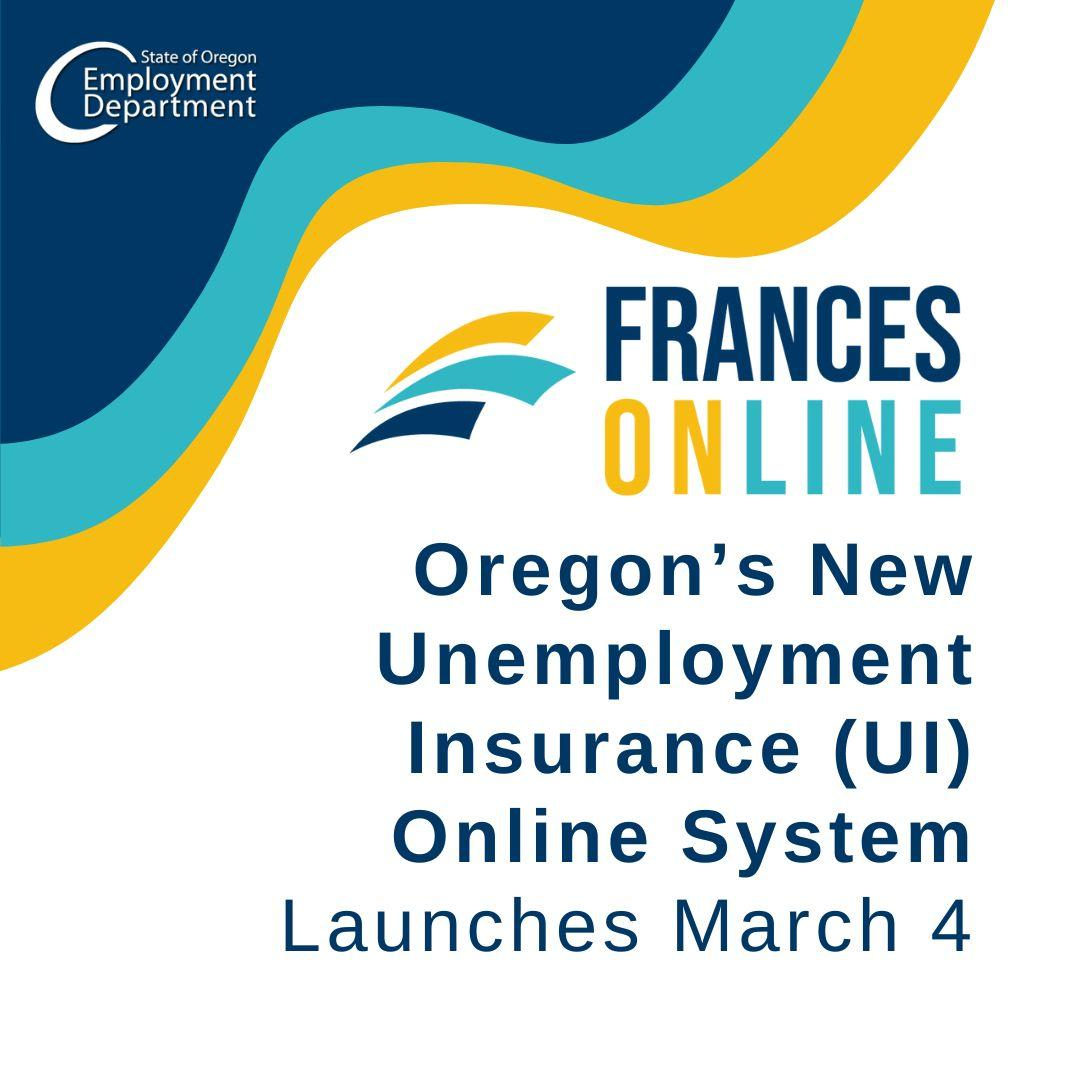 State of Oregon
Employment
Department
FRANCES
ONLINE
Oregon’s New
Unemployment
Insurance (UI)
Online System
Launches March 4